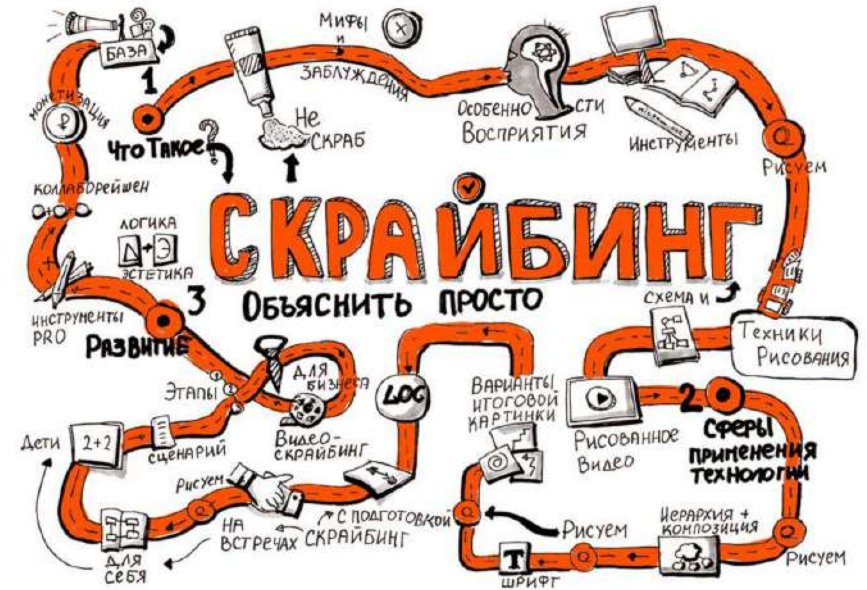 БАЗА
1
Что Такое
?
Не
СКРАБ
МИФЫ
И
ЗАБЛУЖДЕНИЯ
ОСОБЕННОСТИ
ВОСПРИЯТИЯ
ИНСТРУМЕНТЫ
РИСУЕМ
СКРАЙБИНГ
ОБЪЯСНИТЬ ПРОСТО
СХЕМА И
ТЕХНИКИ
РИСОВАНИЯ
РИСОВАННОЕ
ВИДЕО
2
СФЕРЫ
ПРИМЕНЕНИЯ
ТЕХНОЛОГИИ
РИСУЕМ
ИЕРАРХИЯ +
КОМПОЗИЦИЯ
РИСУЕМ
Т
ШРИФТ
ВАРИАНТЫ
ИТОГОВОЙ
КАРТИНКИ
LOG
С ПОДГОТОВКОЙ
СКРАЙБИНГ
НА
ВСТРЕЧАХ
РИСУЕМ
ДЛЯ
СЕБЯ
ДЕТИ
2+2
СЦЕНАРИЙ
ЭТАПЫ
1
2
3
ДЛЯ
БИЗНЕСА
ВИДЕО-
СКРАЙБИНГ
3
РАЗВИТИЕ
ИНСТРУМЕНТЫ
PRO
ЛОГИКА
Э
ЭСТЕТИКА
КОЛЛАБОРЕЙШЕН
МОНЕТИЗАЦИЯ
₽